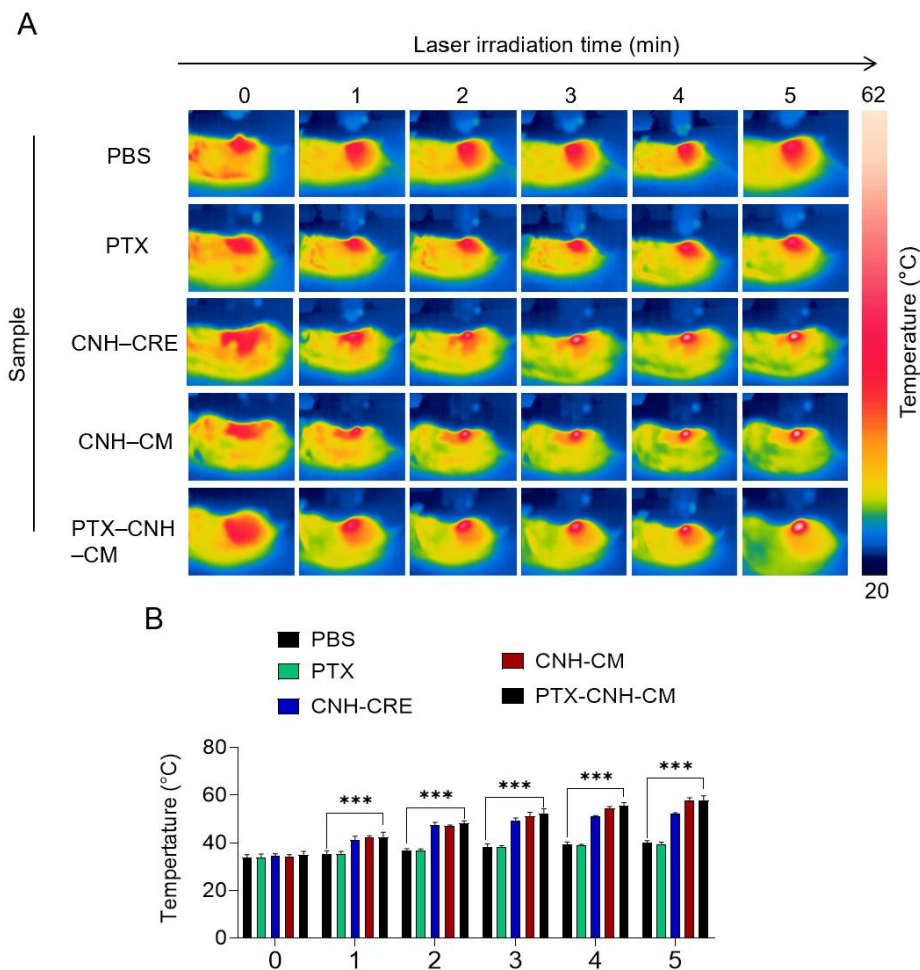 A
Laser irradiation time (min)
0 1 2 3 4 5 62
PBS
PTX
CNH–CRE
CNH–CM
PTX–CNH
–CM
Sample
Temperature (°C)
20
B
PBS
PTX
CNH-CRE
CNH-CM
PTX-CNH-CM
Tempertature (°C)
80
60
40
20
0
*** *** *** *** ***
0 1 2 3 4 5